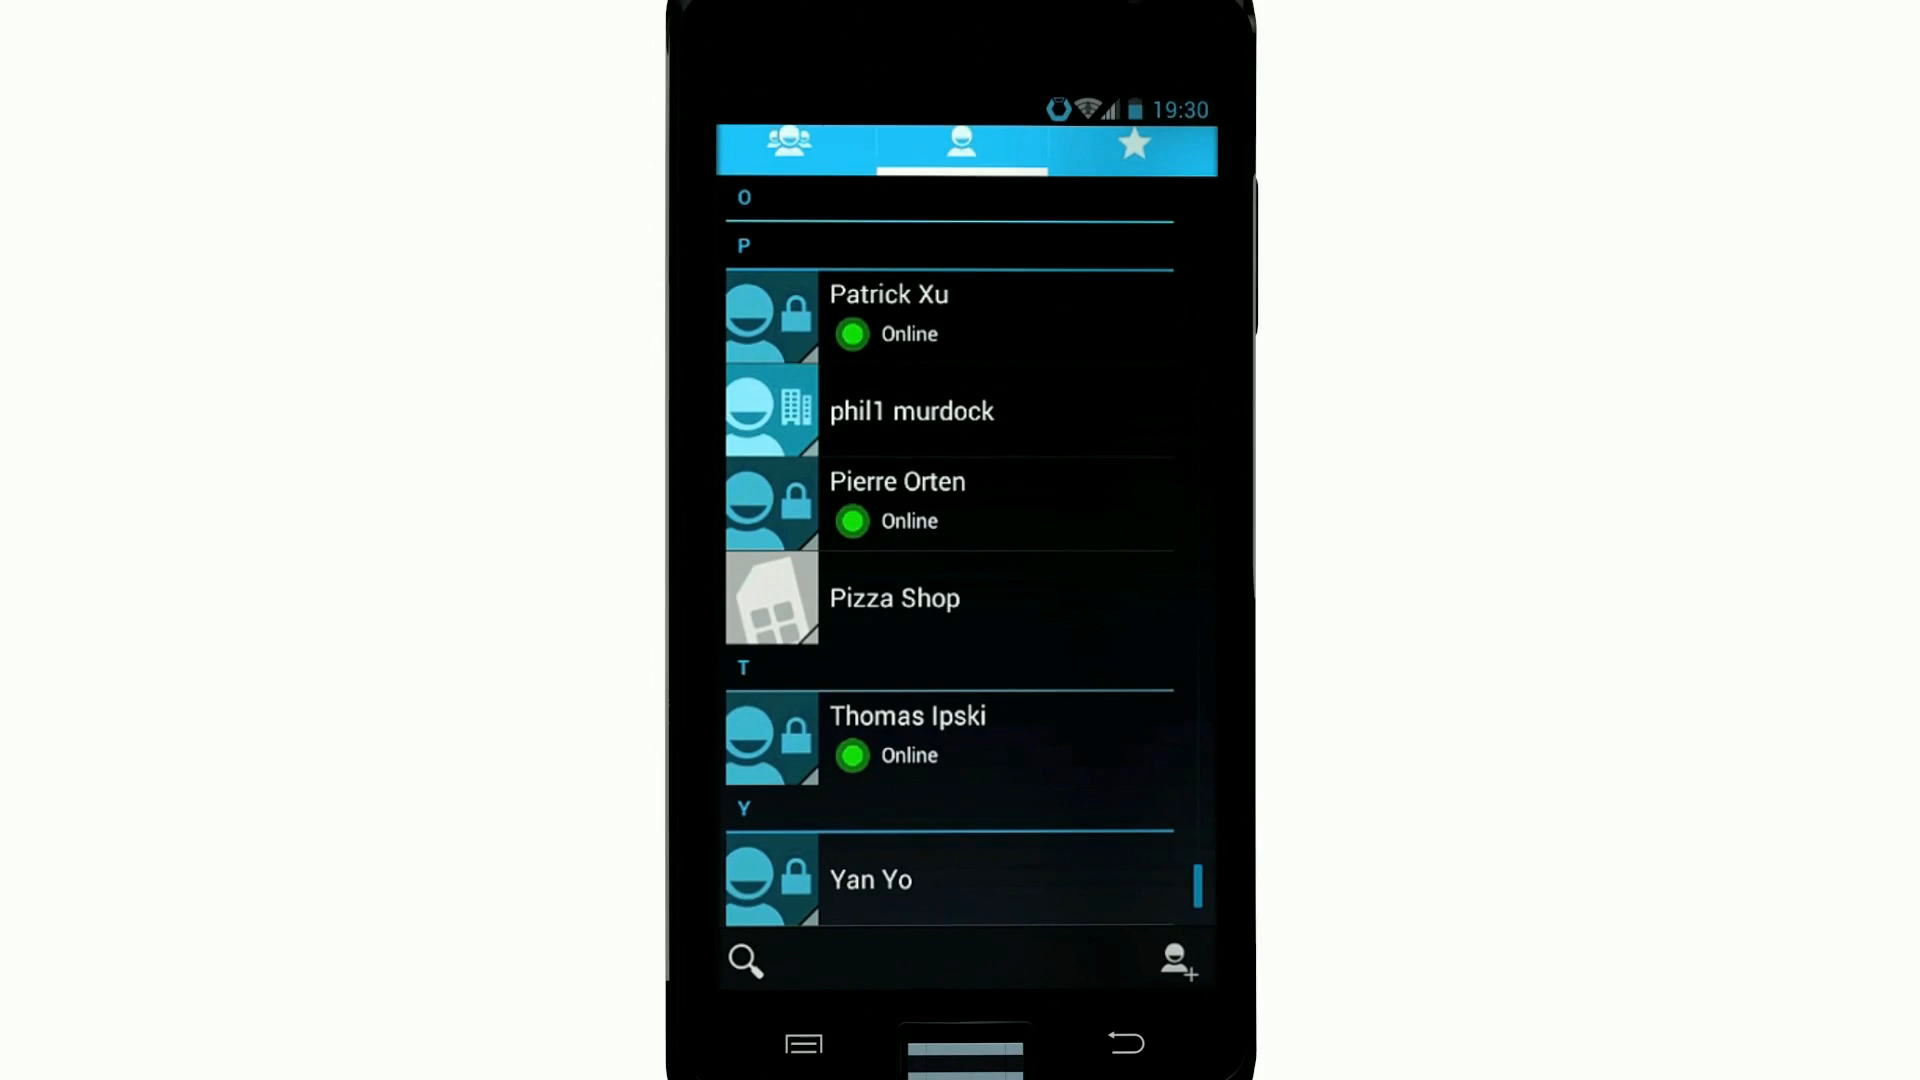 19:30
O
P
Patrick Xu
Online
phil1 murdock
Pierre Orten
Online
Pizza Shop
T
Thomas Ipski
Online
Y
Yan Yo